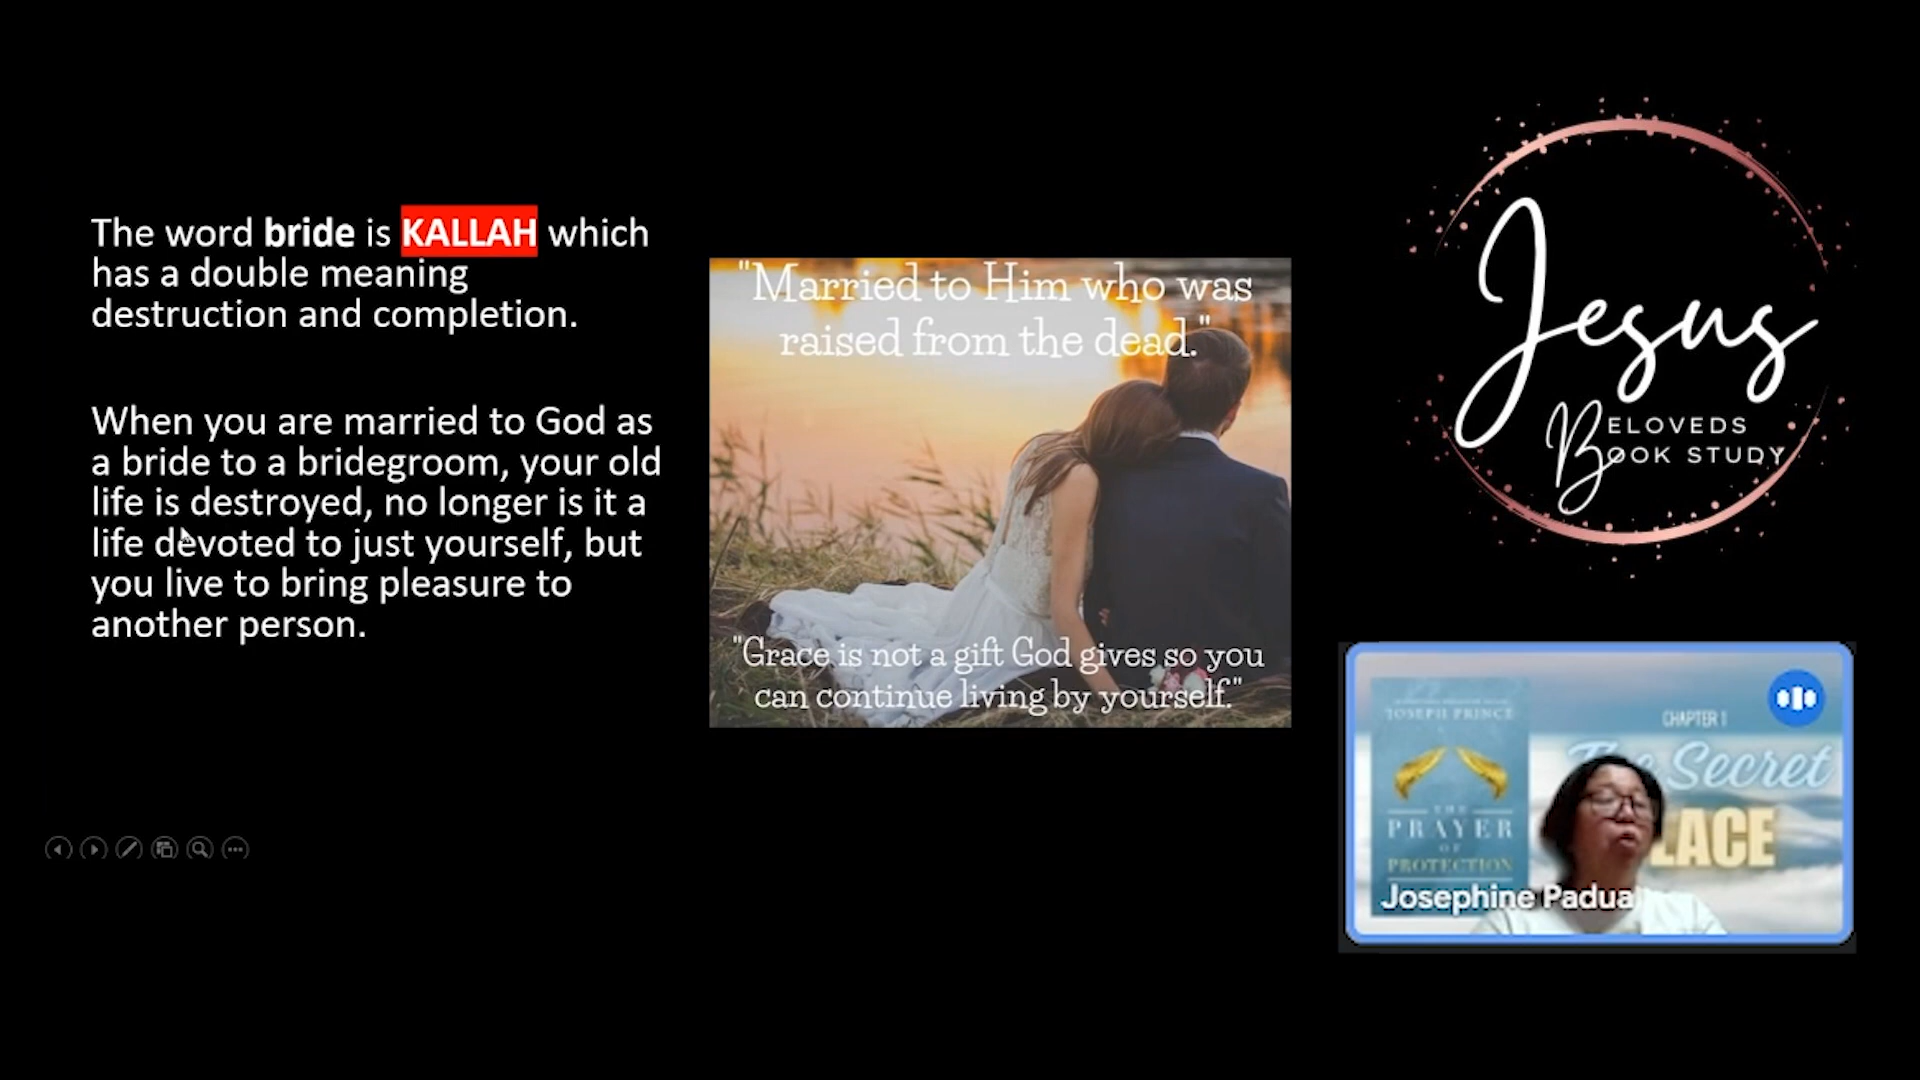 The word bride is KALLAH which
has a double meaning
destruction and completion.
When you are married to God as
a bride to a bridegroom, your old
life is destroyed, no longer is it a
life devoted to just yourself, but
you live to bring pleasure to
another person.
"Married to Him who was
raised from the dead."
"Grace is not a gift God gives so you
can continue living by yourself."
Jesus
BELOVEDS
BOOK STUDY
JOSEPH PRINCE
THE
PRAYER
OF
PROTECTION
CHAPTER 1
Secret
LACE
Josephine Padua